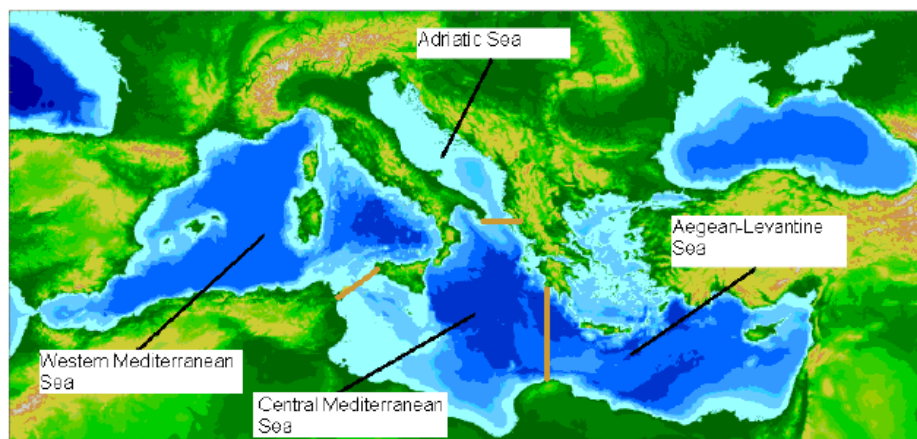 Adriatic Sea
Aegean-Levantine
Sea
Western Mediterranean
Sea
Central Mediterranean
Sea